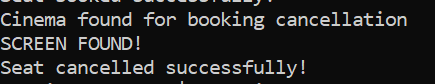 Seat booked successfully!
Cinema found for booking cancellation
SCREEN FOUND!
Seat cancelled successfully!